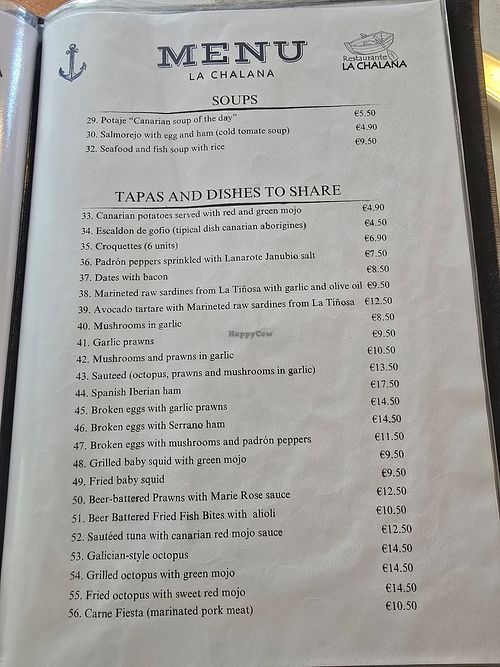 MENU
LA CHALANA
Restaurante
LA CHALANA
SOUPS
29. Potaje “Canarian soup of the day” €5.50
30. Salmorejo with egg and ham (cold tomate soup) €4.90
32. Seafood and fish soup with rice €9,50
TAPAS AND DISHES TO SHARE
33. Canarian potatoes served with red and green mojo €4.90
34. Escaldon de gofio (tipical dish canarian aborigines) €4.50
35. Croquettes (6 units) €6.90
36. Padrón peppers sprinkled with Lanarote Janubio salt €7.50
37. Dates with bacon €8.50
38. Marineted raw sardines from La Tiñosa with garlic and olive oil €9.50
39. Avocado tartare with Marineted raw sardines from La Tiñosa €12.50
40. Mushrooms in garlic €8.50
41. Garlic prawns €9.50
42. Mushrooms and prawns in garlic €10.50
43. Sauteed (octopus, prawns and mushrooms in garlic) €13.50
44. Spanish Iberian ham €17.50
45. Broken eggs with garlic prawns €14.50
46. Broken eggs with Serrano ham €14,50
47. Broken eggs with mushrooms and padrón peppers €11.50
48. Grilled baby squid with green mojo €9.50
49. Fried baby squid €9.50
50. Beer-battered Prawns with Marie Rose sauce €12.50
51. Beer Battered Fried Fish Bites with alioli €10.50
52. Sautéed tuna with canarian red mojo sauce €12.50
53. Galician-style octopus €14.50
54. Grilled octopus with green mojo €14.50
55. Fried octopus with sweet red mojo €14.50
56. Carne Fiesta (marinated pork meat) €10.50
HappyCow